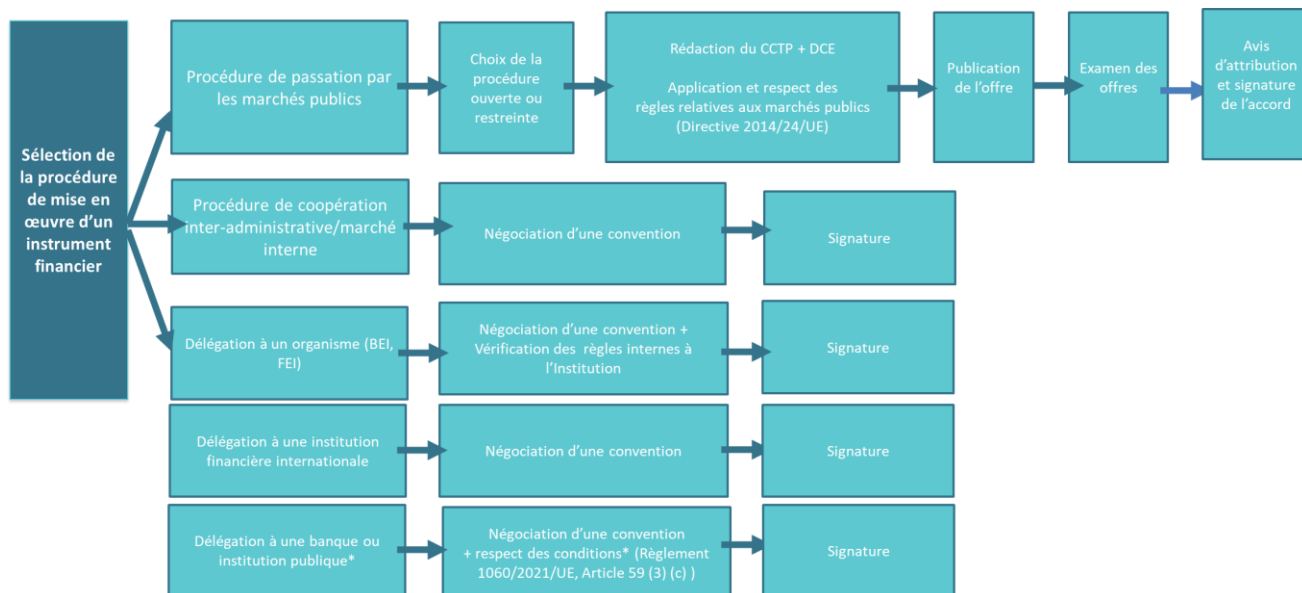 Sélection de
la procédure
de mise en
œuvre d'un
instrument
financier
Procédure de passation par
les marchés publics
Choix de la
procédure
ouverte ou
restreinte
Rédaction du CCTP + DCE
Application et respect des
règles relatives aux marchés publics
(Directive 2014/24/UE)
Publication
de l'offre
Examen des
offres
Avis
d'attribution
et signature
de l'accord
Procédure de coopération
inter-administrative/marché
interne
Négociation d'une convention
Signature
Délégation à un organisme (BEI,
FEI)
Négociation d'une convention +
Vérification des règles internes à
l'Institution
Signature
Délégation à une institution
financière internationale
Négociation d'une convention
Signature
Délégation à une banque ou
institution publique*
Négociation d'une convention
+ respect des conditions* (Règlement
1060/2021/UE, Article 59 (3) (c) )
Signature